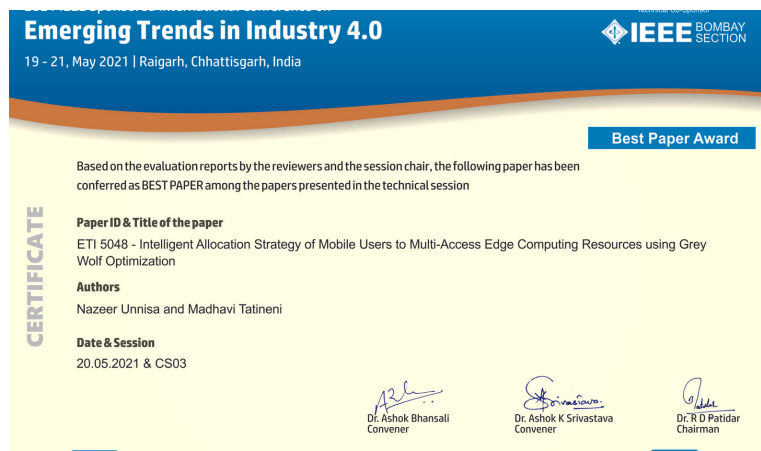 Emerging Trends in Industry 4.0
19 - 21, May 2021 | Raigarh, Chhattisgarh, India
IEEE BOMBAY
SECTION
Best Paper Award
Based on the evaluation reports by the reviewers and the session chair, the following paper has been
conferred as BEST PAPER among the papers presented in the technical session
CERTIFICATE
Paper ID & Title of the paper
ETI 5048 - Intelligent Allocation Strategy of Mobile Users to Multi-Access Edge Computing Resources using Grey
Wolf Optimization
Authors
Nazeer Unnisa and Madhavi Tatineni
Date & Session
20.05.2021 & CS03
Dr. Ashok Bhansali
Convener
Dr. Ashok K Srivastava
Convener
Dr. R D Patidar
Chairman